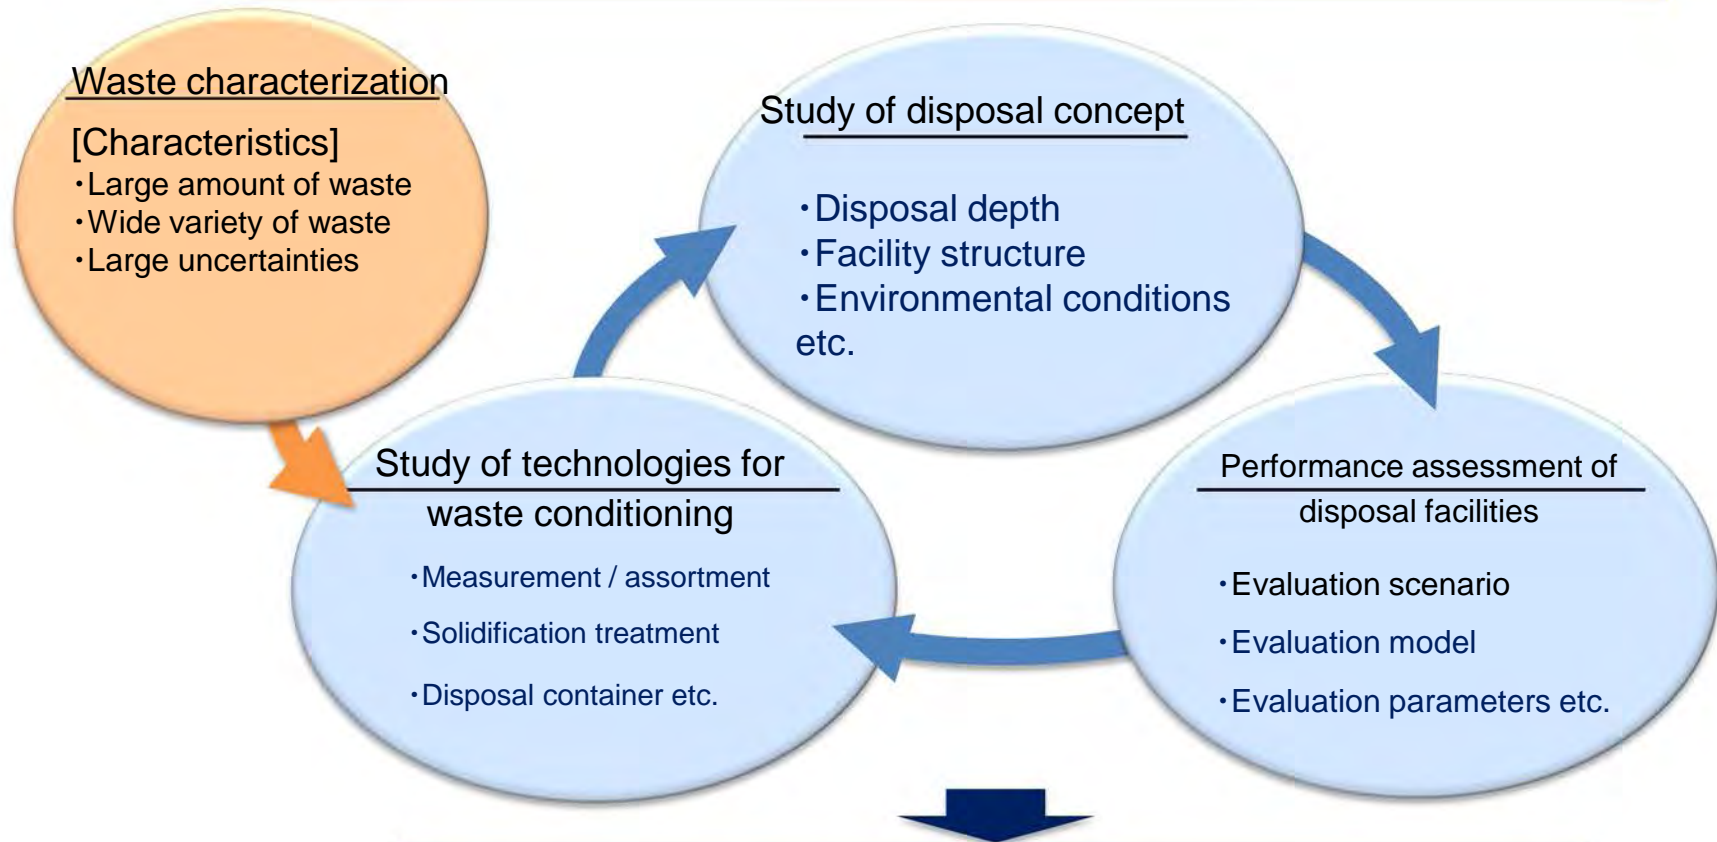 Waste characterization
[Characteristics]
・Large amount of waste
・Wide variety of waste
・Large uncertainties
Study of disposal concept
・Disposal depth
・Facility structure
・Environmental conditions
etc.
Study of technologies for
waste conditioning
・Measurement / assortment
・Solidification treatment
・Disposal container etc.
Performance assessment of
disposal facilities
・Evaluation scenario
・Evaluation model
・Evaluation parameters etc.